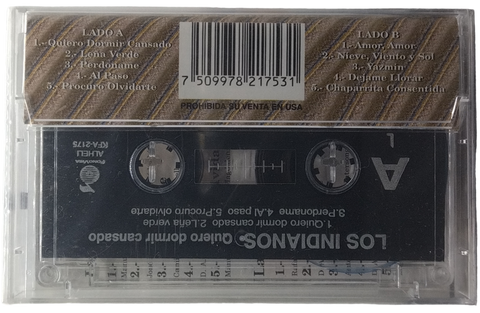 LADO A
1.- Quiero Dormir Cansado
2.- Leña Verde
3.- Perdoname
4.- Al Paso
5.- Procuro Olvidarte
7 509978 217531
PROHIBIDA SU VENTA EN USA
LADO B
1.- Amor, Amor
2.- Nieve, Viento y Sol
3.- Yazmin
4.- Dejame Llorar
5.- Chaparrita Consentida
A
LOS INDIANOS Quiero dormir cansado
1.Quiero dormir cansado 2.Leña verde
3.Perdoname 4.Al paso 5.Procuro olvidarte
ALHELI
KFA-2175